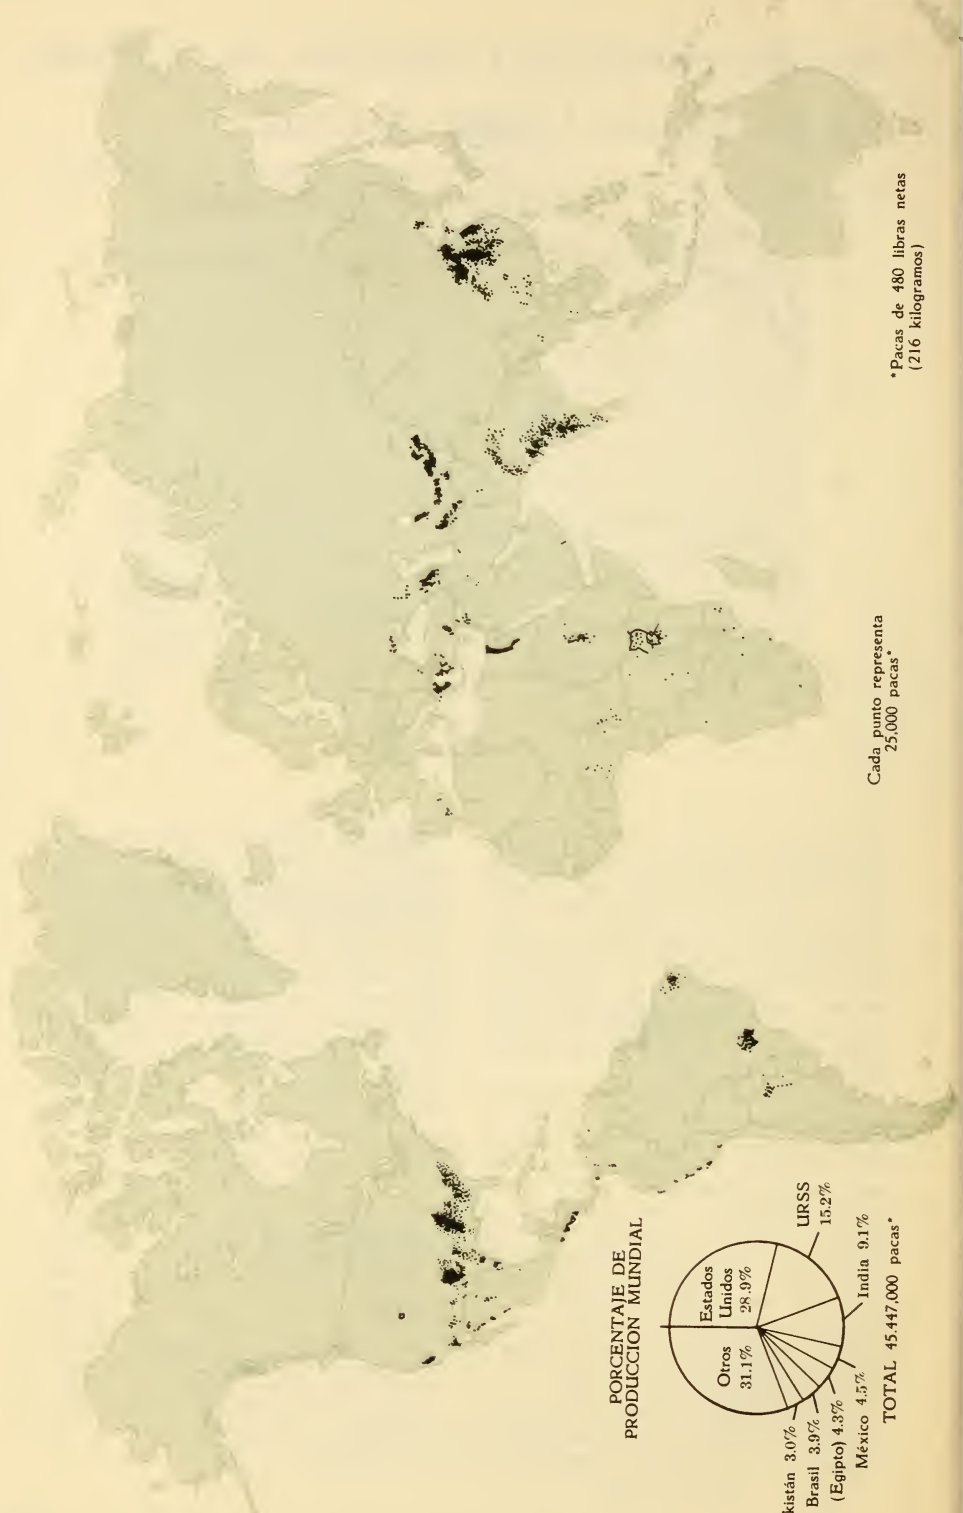 PORCENTAJE DE
PRODUCCION MUNDIAL
Estados
Unidos
28.9%
Otros
31.1%
URSS
15.2%
India 9.1%
México 4.5%
(Egipto) 4.3%
Brasil 3.9%
kistán 3.0%
TOTAL 45.447,000 pacas*
Cada punto representa
25,000 pacas*
*Pacas de 480 libras netas
(216 kilogramos)